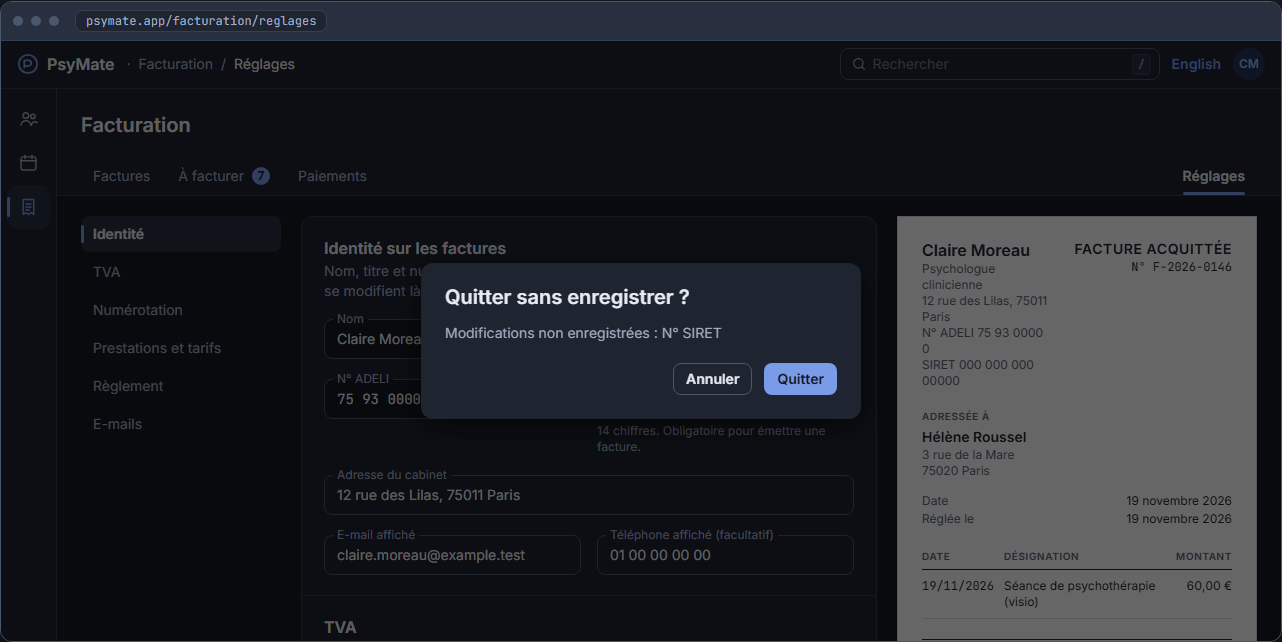 psymate.app/facturation/reglages
PsyMate · Facturation / Réglages
Rechercher /
English
CM
Facturation
Factures
À facturer 7
Paiements
Réglages
Identité
TVA
Numérotation
Prestations et tarifs
Règlement
E-mails
Identité sur les factures
Nom, titre et
se modifient
Nom
Claire Morea
N° ADELI
75 93 0000
14 chiffres. Obligatoire pour émettre une
facture.
Adresse du cabinet
12 rue des Lilas, 75011 Paris
E-mail affiché
claire.moreau@example.test
Téléphone affiché (facultatif)
01 00 00 00 00
TVA
Quitter sans enregistrer ?
Modifications non enregistrées : N° SIRET
Annuler
Quitter
Claire Moreau
Psychologue
clinicienne
12 rue des Lilas, 75011
Paris
N° ADELI 75 93 0000
0
SIRET 000 000 000
00000
FACTURE ACQUITTÉE
N° F-2026-0146
ADRESSÉE À
Hélène Roussel
3 rue de la Mare
75020 Paris
Date 19 novembre 2026
Réglée le 19 novembre 2026
DATE DÉSIGNATION MONTANT
19/11/2026 Séance de psychothérapie 60,00 €
(visio)